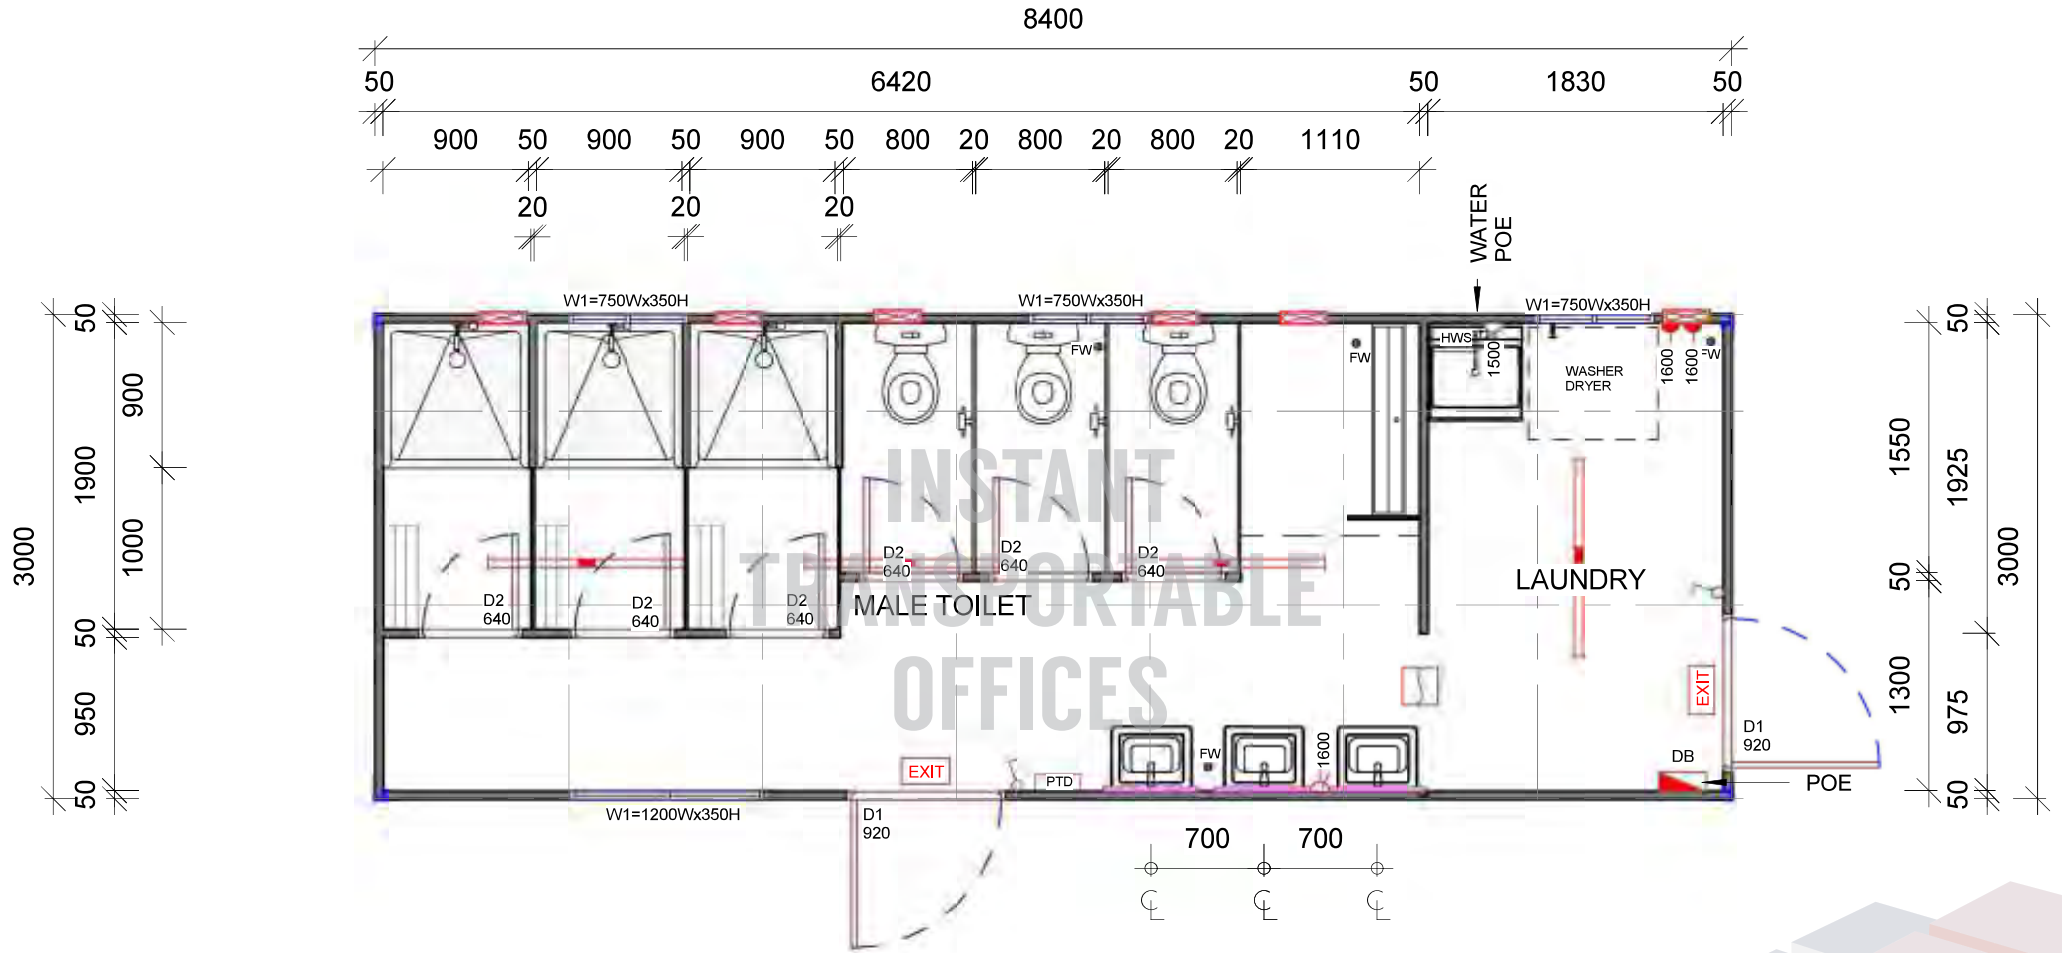 8400
50 6420 50 1830 50
900 50 900 50 900 50 800 20 800 20 800 20 1110
20 20 20
WATER
POE
W1=750Wx350H W1=750Wx350H W1=750Wx350H
50
900
1900
1000
3000
50
950
50
FW
FW
HWS
1500
WASHER
DRYER
1600
1600
FW
50
1550
1925
50
3000
1300
975
50
INSTANT
TRANSPORTABLE
OFFICES
D2
640
D2
640
D2
640
D2
640
D2
640
D2
640
MALE TOILET
LAUNDRY
EXIT
EXIT
PTD
FW
1600
DB
D1
920
POE
W1=1200Wx350H
D1
920
700 700